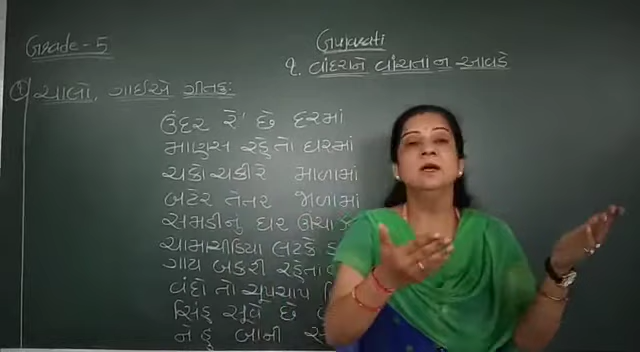 Grade - 5
Gujarati
૧. વાંદરાને વાંચતાં ન આવડે
① ચાલો, ગાઈએ ગીતડું:
ઉંદર રે' છે દરમાં
માણસ રહેતો ઘરમાં
ચકો ચકી રે માળામાં
બટેર તેતર જાળામાં
સમડીનું ઘર ઊંચા
ચામાચીડિયા લટકે
ગાય બકરી રહેતા
વંદો તો ચૂપચાપ
સિંહ સૂવે છે
ને હું બાની